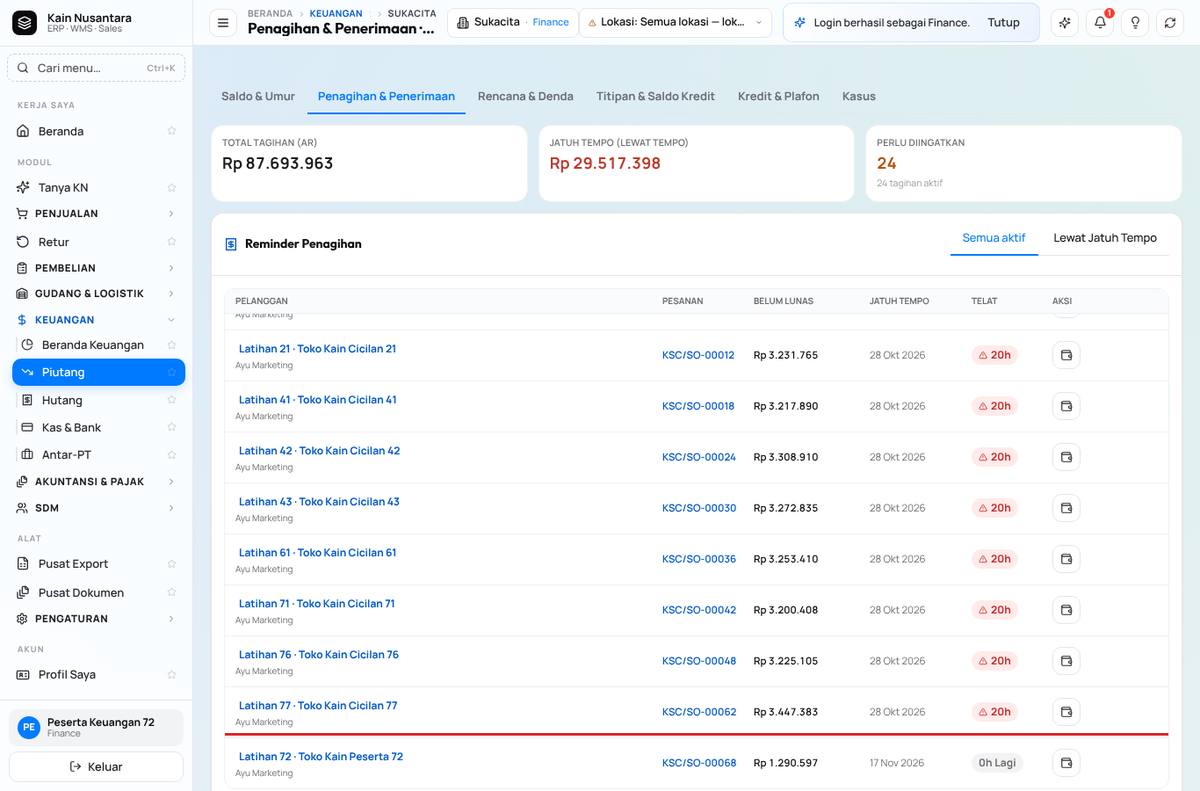 Kain Nusantara
ERP · WMS · Sales
Cari menu... Ctrl+K
KERJA SAYA
Beranda
MODUL
Tanya KN
PENJUALAN
Retur
PEMBELIAN
GUDANG & LOGISTIK
KEUANGAN
Beranda Keuangan
Piutang
Hutang
Kas & Bank
Antar-PT
AKUNTANSI & PAJAK
SDM
ALAT
Pusat Export
Pusat Dokumen
PENGATURAN
AKUN
Profil Saya
PE
Peserta Keuangan 72
Finance
Keluar
BERANDA › KEUANGAN › SUKACITA
Penagihan & Penerimaan ·...
Sukacita · Finance
Lokasi: Semua lokasi — lok...
Login berhasil sebagai Finance. Tutup
1
Saldo & Umur Penagihan & Penerimaan Rencana & Denda Titipan & Saldo Kredit Kredit & Plafon Kasus
TOTAL TAGIHAN (AR)
Rp 87.693.963
JATUH TEMPO (LEWAT TEMPO)
Rp 29.517.398
PERLU DIINGATKAN
24
24 tagihan aktif
Reminder Penagihan
Semua aktif Lewat Jatuh Tempo
PELANGGAN PESANAN BELUM LUNAS JATUH TEMPO TELAT AKSI
Ayu Marketing
Latihan 21 · Toko Kain Cicilan 21 KSC/SO-00012 Rp 3.231.765 28 Okt 2026 20h
Ayu Marketing
Latihan 41 · Toko Kain Cicilan 41 KSC/SO-00018 Rp 3.217.890 28 Okt 2026 20h
Ayu Marketing
Latihan 42 · Toko Kain Cicilan 42 KSC/SO-00024 Rp 3.308.910 28 Okt 2026 20h
Ayu Marketing
Latihan 43 · Toko Kain Cicilan 43 KSC/SO-00030 Rp 3.272.835 28 Okt 2026 20h
Ayu Marketing
Latihan 61 · Toko Kain Cicilan 61 KSC/SO-00036 Rp 3.253.410 28 Okt 2026 20h
Ayu Marketing
Latihan 71 · Toko Kain Cicilan 71 KSC/SO-00042 Rp 3.200.408 28 Okt 2026 20h
Ayu Marketing
Latihan 76 · Toko Kain Cicilan 76 KSC/SO-00048 Rp 3.225.105 28 Okt 2026 20h
Ayu Marketing
Latihan 77 · Toko Kain Cicilan 77 KSC/SO-00062 Rp 3.447.383 28 Okt 2026 20h
Ayu Marketing
Latihan 72 · Toko Kain Peserta 72 KSC/SO-00068 Rp 1.290.597 17 Nov 2026 0h Lagi
Ayu Marketing